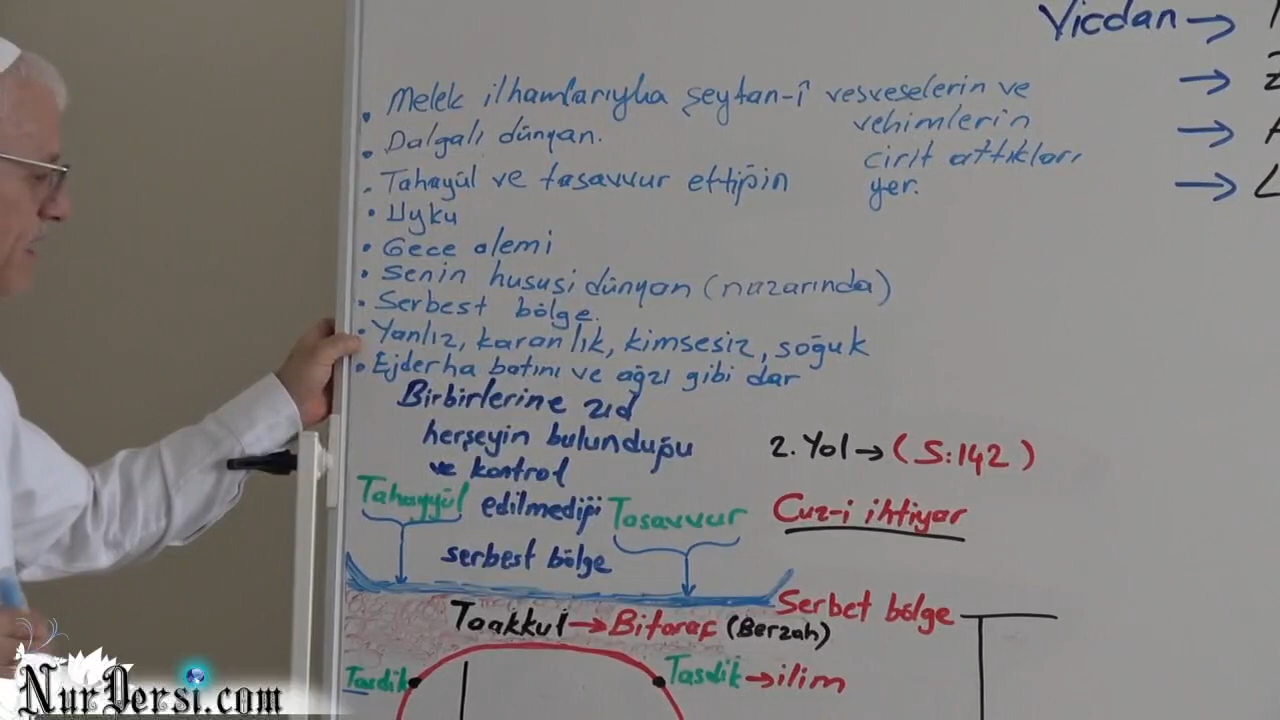 Vicdan →
• Melek ilhamlarıyla şeytan-î vesveselerin ve
vehimlerin
cirit attıkları
yer.
• Dalgalı dünyan.
• Tahayül ve tasavvur ettiğin
• Uyku
• Gece alemi
• Senin hususi dünyan (nazarında)
• Serbest bölge.
• Yanlız, karanlık, kimsesiz, soğuk
• Ejderha batını ve ağzı gibi dar
Birbirlerine zıd
herşeyin bulunduğu
ve kontrol
edilmediği
serbest bölge
Tahayyül
Tasavvur
2. Yol → (S:142)
Cuz-i ihtiyar
Serbet bölge
Taakkul → Bitaraf (Berzah)
Tasdik
Tasdik → ilim
NurDersi.com